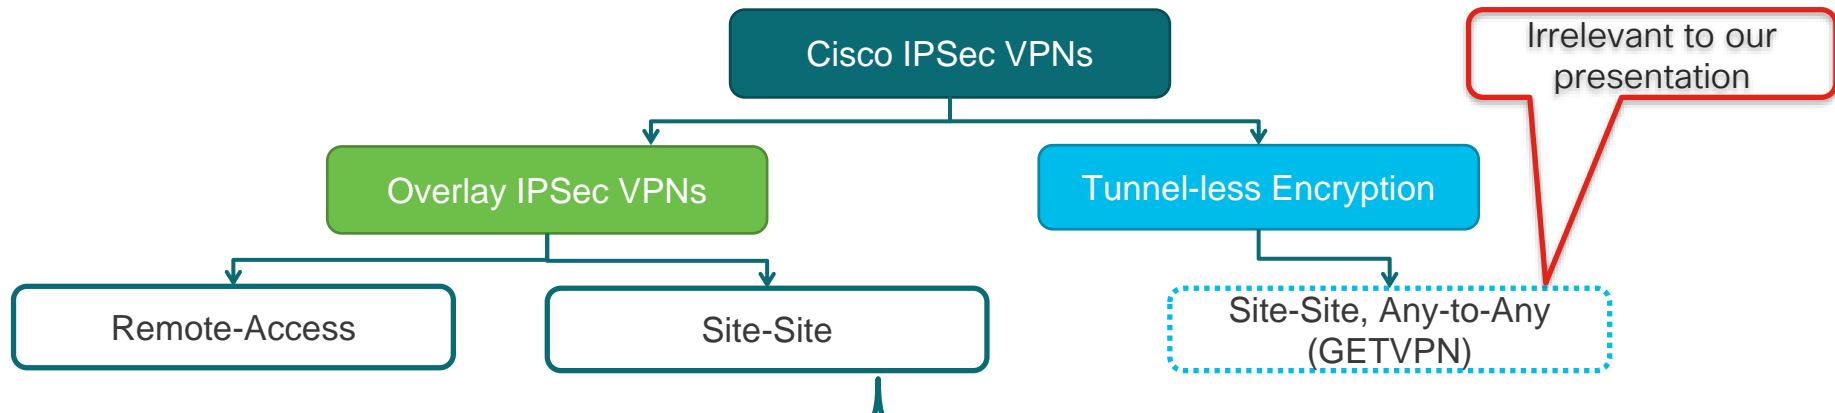 Cisco IPSec VPNs
Irrelevant to our
presentation
Overlay IPSec VPNs
Tunnel-less Encryption
Remote-Access
Site-Site
Site-Site, Any-to-Any
(GETVPN)